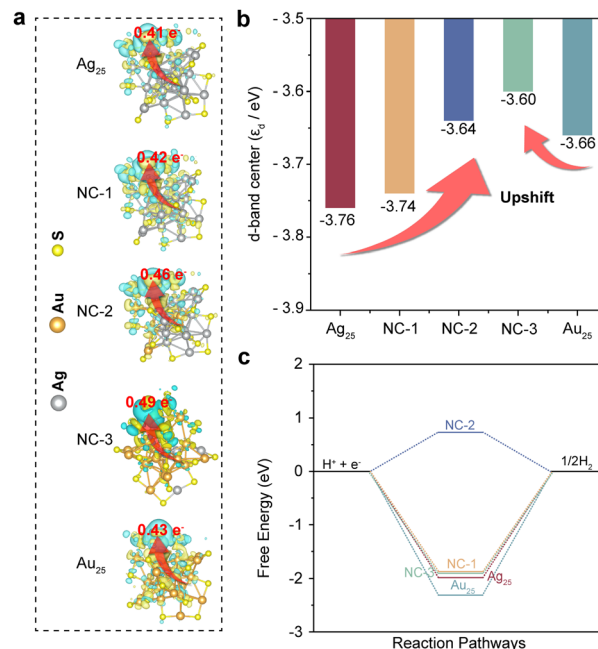 a
Ag25
0.41 e-
NC-1
0.42 e-
NC-2
0.46 e-
NC-3
0.49 e-
Au25
0.43 e-
S
Au
Ag
b
d-band center (εd / eV)
-3.5
-3.6
-3.7
-3.8
-3.9
-3.76
-3.74
-3.64
-3.60
-3.66
Upshift
Ag25
NC-1
NC-2
NC-3
Au25
c
Free Energy (eV)
2
1
0
-1
-2
-3
H+ + e-
NC-2
1/2H2
NC-1
NC-3
Ag25
Au25
Reaction Pathways